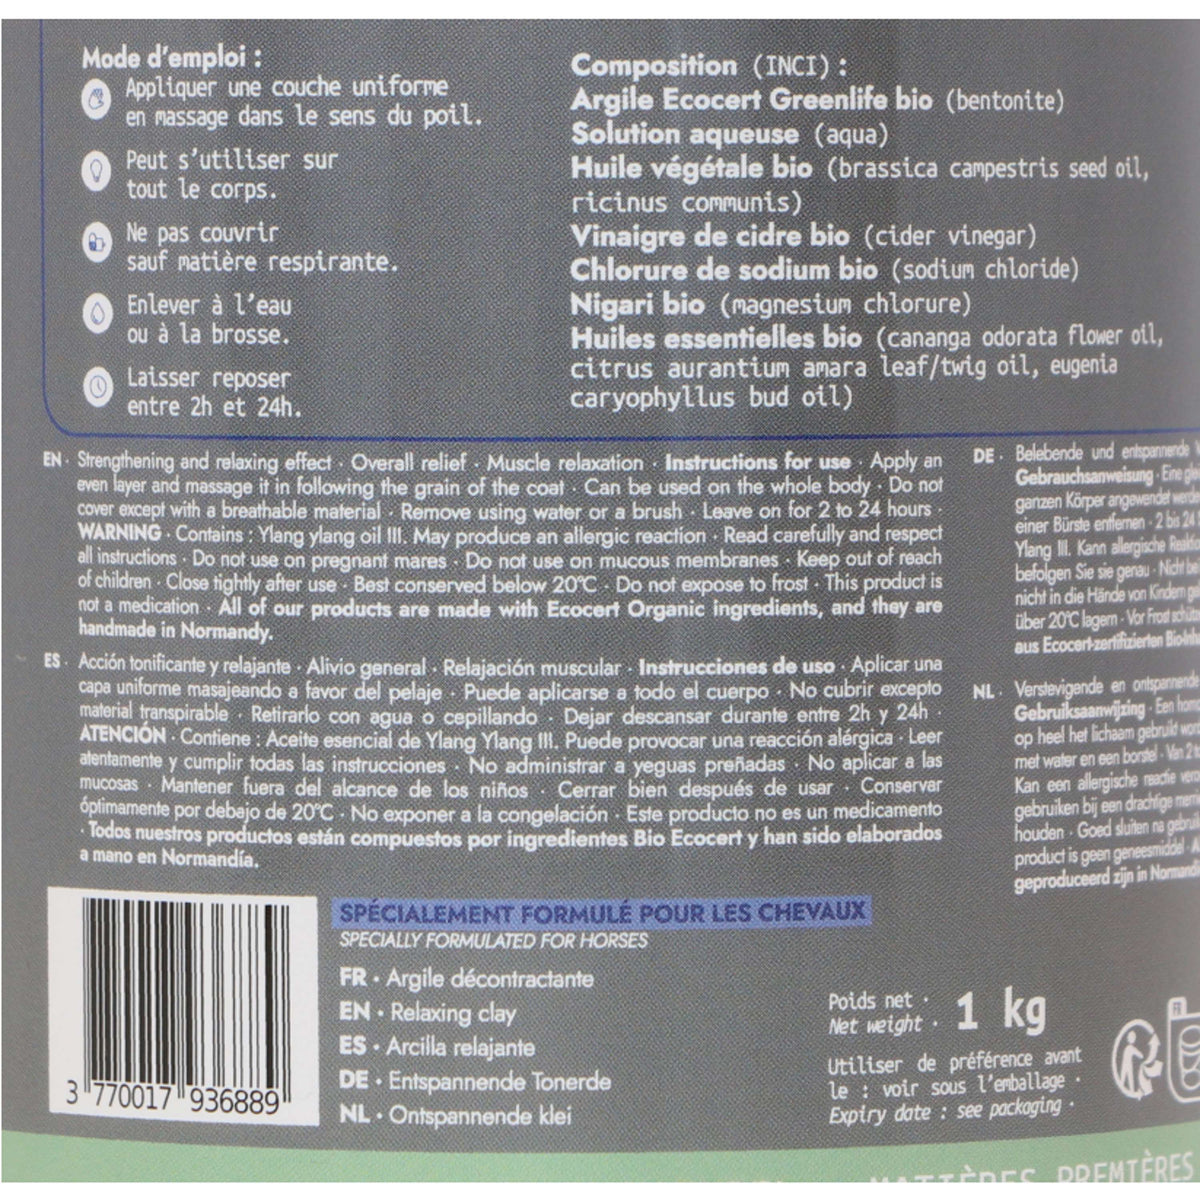 Mode d'emploi :
Appliquer une couche uniforme
en massage dans le sens du poil.
Peut s'utiliser sur
tout le corps.
Ne pas couvrir
sauf matière respirante.
Enlever à l'eau
ou à la brosse.
Laisser reposer
entre 2h et 24h.
Composition (INCI) :
Argile Ecocert Greenlife bio (bentonite)
Solution aqueuse (aqua)
Huile végétale bio (brassica campestris seed oil,
ricinus communis)
Vinaigre de cidre bio (cider vinegar)
Chlorure de sodium bio (sodium chloride)
Nigari bio (magnesium chlorure)
Huiles essentielles bio (cananga odorata flower oil,
citrus aurantium amara leaf/twig oil, eugenia
caryophyllus bud oil)
EN · Strengthening and relaxing effect · Overall relief · Muscle relaxation · Instructions for use · Apply an
even layer and massage it in following the grain of the coat · Can be used on the whole body · Do not
cover except with a breathable material · Remove using water or a brush · Leave on for 2 to 24 hours ·
WARNING · Contains : Ylang ylang oil III. May produce an allergic reaction · Read carefully and respect
all instructions · Do not use on pregnant mares · Do not use on mucous membranes · Keep out of reach
of children · Close tightly after use · Best conserved below 20°C · Do not expose to frost · This product is
not a medication · All of our products are made with Ecocert Organic ingredients, and they are
handmade in Normandy.
ES · Acción tonificante y relajante · Alivio general · Relajación muscular · Instrucciones de uso · Aplicar una
capa uniforme masajeando a favor del pelaje · Puede aplicarse a todo el cuerpo · No cubrir excepto
material transpirable · Retirarlo con agua o cepillando · Dejar descansar durante entre 2h y 24h ·
ATENCIÓN · Contiene : Aceite esencial de Ylang Ylang III. Puede provocar una reacción alérgica · Leer
atentamente y cumplir todas las instrucciones · No administrar a yeguas preñadas · No aplicar a las
mucosas · Mantener fuera del alcance de los niños · Cerrar bien después de usar · Conservar
óptimamente por debajo de 20°C · No exponer a la congelación · Este producto no es un medicamento
· Todos nuestros productos están compuestos por ingredientes Bio Ecocert y han sido elaborados
a mano en Normandía.
DE · Belebende und entspannende
Gebrauchsanweisung · Eine
ganzen Körper angewendet
einer Bürste entfernen · 2 bis
Ylang III. Kann allergische
befolgen Sie sie genau · Nicht
nicht in die Hände von Kindern
über 20°C lagern · Vor Frost
aus Ecocert-zertifizierten
NL · Verstevigende en ontspannende
Gebruiksaanwijzing · Een
op heel het lichaam gebruikt
met water en een borstel · Van
Kan een allergische reactie
gebruiken bij een drachtige
houden · Goed sluiten na
product is geen geneesmiddel ·
geproduceerd zijn in
3 770017 936889
SPÉCIALEMENT FORMULÉ POUR LES CHEVAUX
SPECIALLY FORMULATED FOR HORSES
FR · Argile décontractante
EN · Relaxing clay
ES · Arcilla relajante
DE · Entspannende Tonerde
NL · Ontspannende klei
Poids net · 1 kg
Net weight ·
Utiliser de préférence avant
le : voir sous l'emballage ·
Expiry date : see packaging ·
FR
MATIÈRES PREMIÈRES